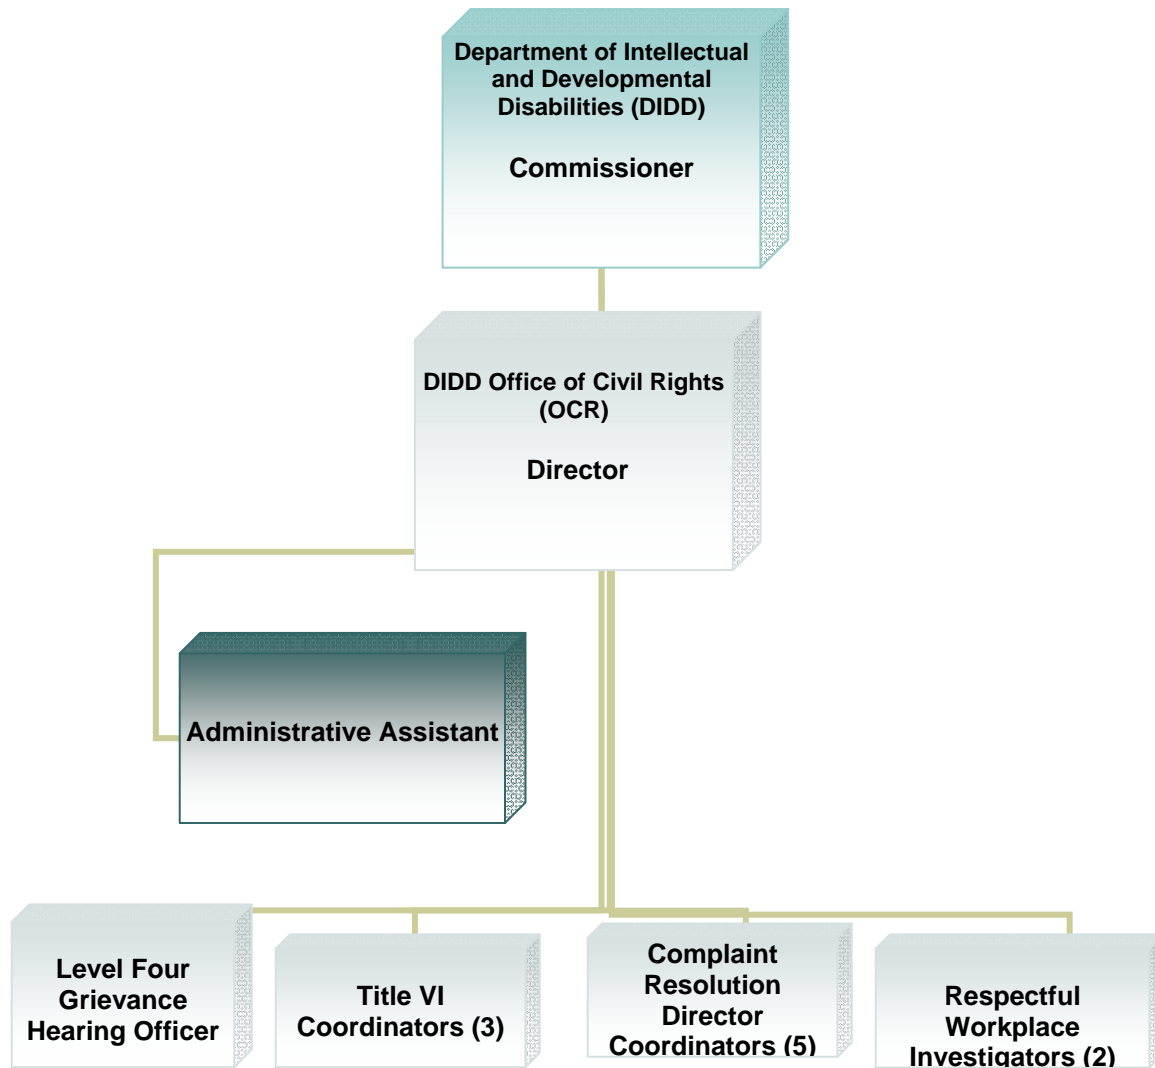 Department of Intellectual
and Developmental
Disabilities (DIDD)
Commissioner
DIDD Office of Civil Rights
(OCR)
Director
Administrative Assistant
Level Four
Grievance
Hearing Officer
Title VI
Coordinators (3)
Complaint
Resolution
Director
Coordinators (5)
Respectful
Workplace
Investigators (2)